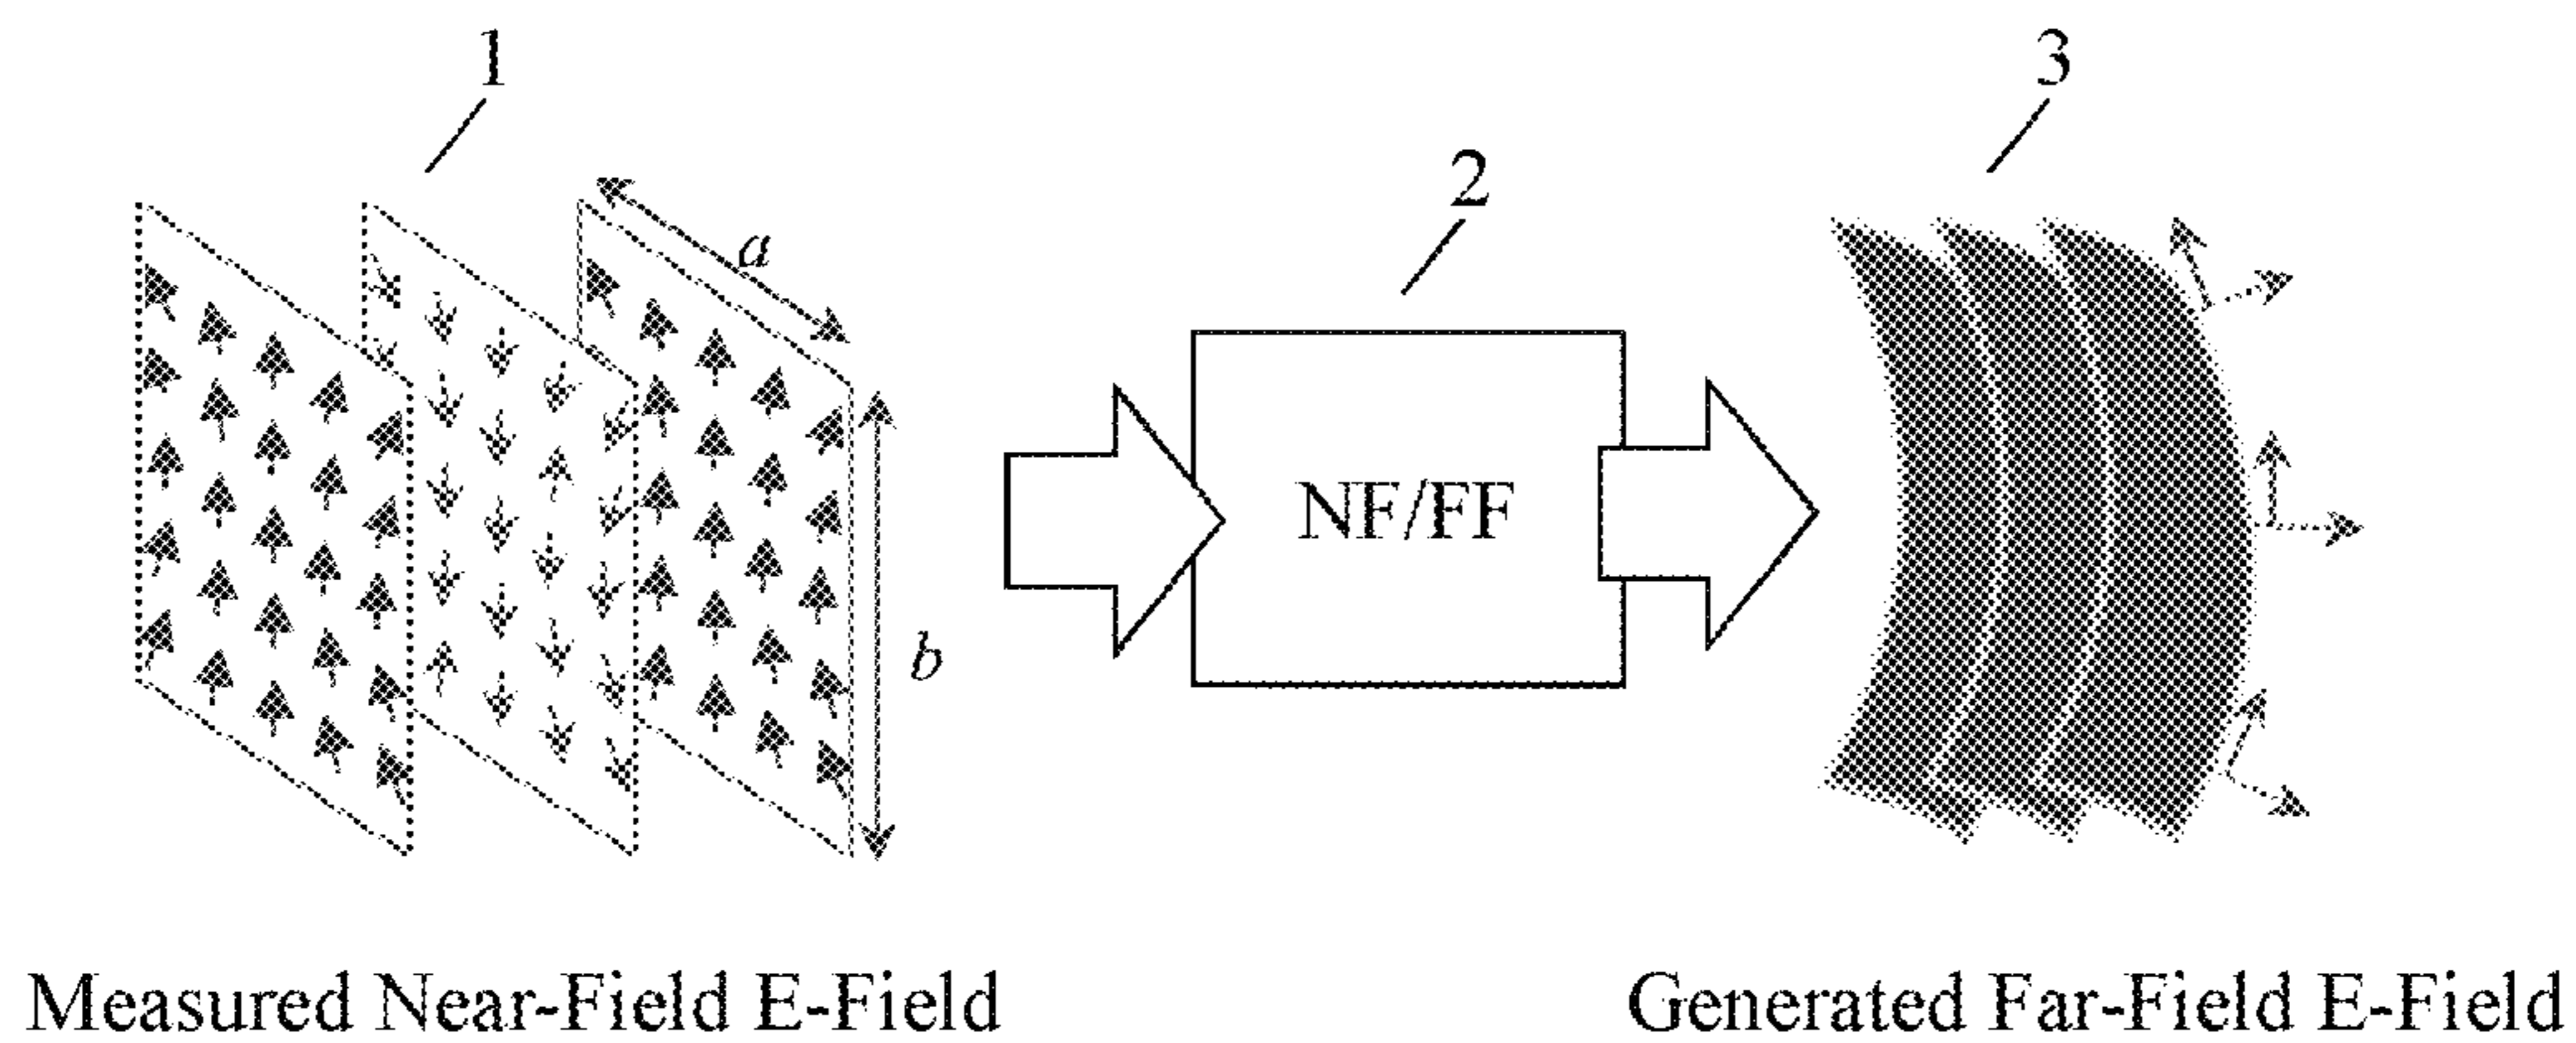 1
3
2
a
NF/FF
b
Measured Near-Field E-Field
Generated Far-Field E-Field